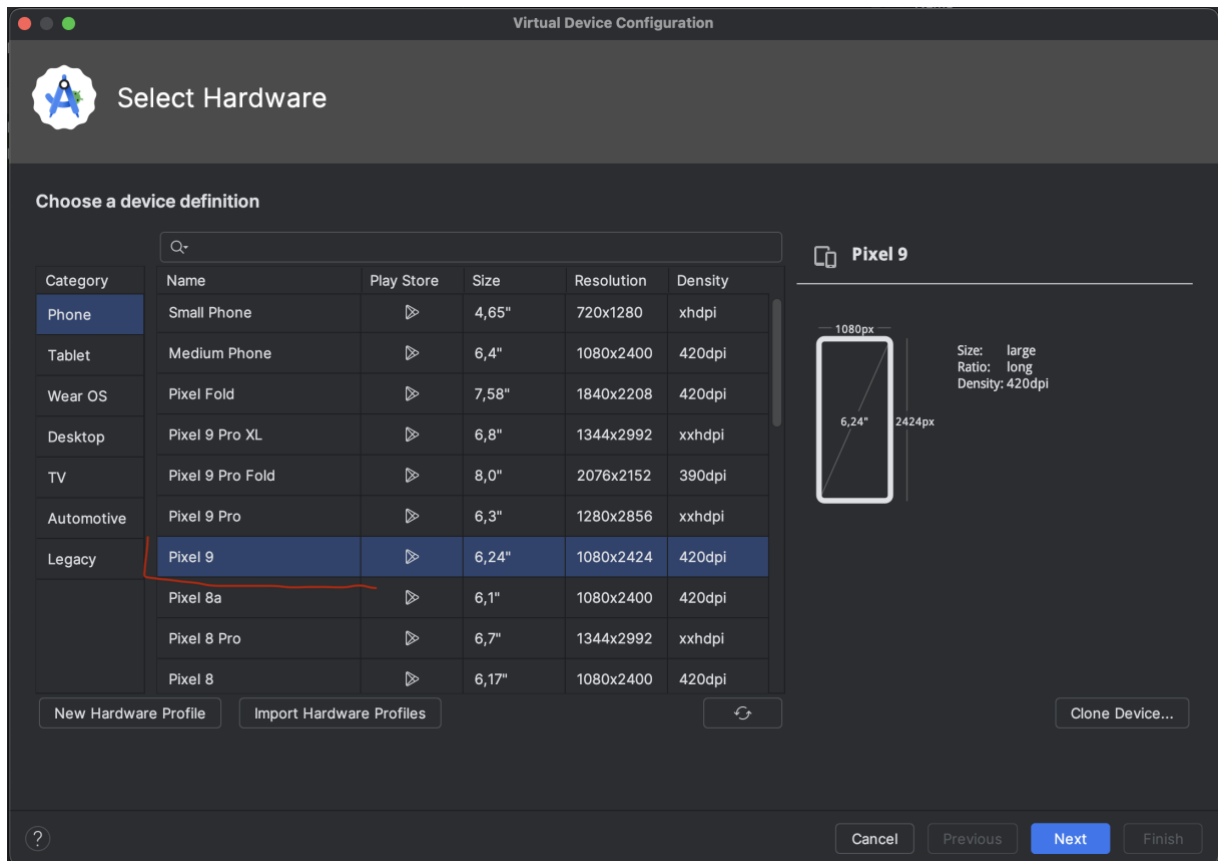 Virtual Device Configuration
Select Hardware
Choose a device definition
Category
Phone
Tablet
Wear OS
Desktop
TV
Automotive
Legacy
Name Play Store Size Resolution Density
Small Phone 4,65" 720x1280 xhdpi
Medium Phone 6,4" 1080x2400 420dpi
Pixel Fold 7,58" 1840x2208 420dpi
Pixel 9 Pro XL 6,8" 1344x2992 xxhdpi
Pixel 9 Pro Fold 8,0" 2076x2152 390dpi
Pixel 9 Pro 6,3" 1280x2856 xxhdpi
Pixel 9 6,24" 1080x2424 420dpi
Pixel 8a 6,1" 1080x2400 420dpi
Pixel 8 Pro 6,7" 1344x2992 xxhdpi
Pixel 8 6,17" 1080x2400 420dpi
New Hardware Profile Import Hardware Profiles
Pixel 9
1080px
6,24" 2424px
Size: large
Ratio: long
Density: 420dpi
Clone Device...
? Cancel Previous Next Finish